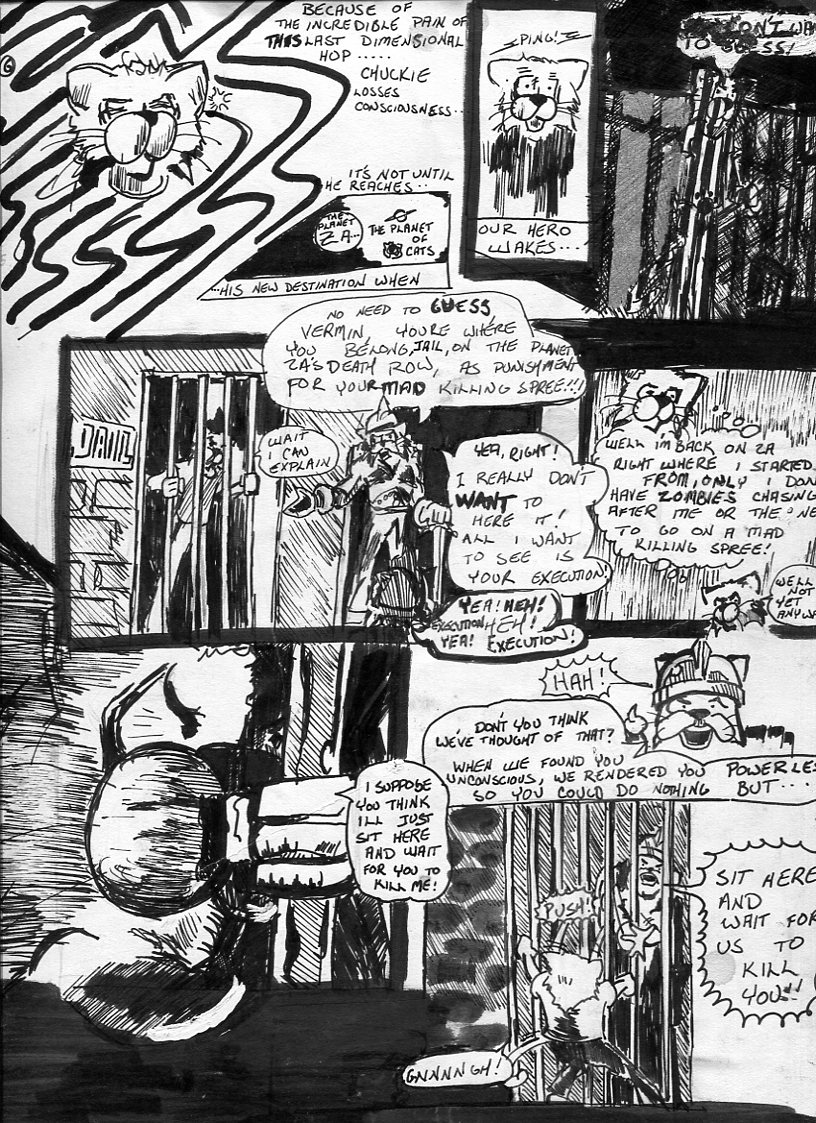 BECAUSE OF
THE INCREDIBLE PAIN OF
THIS LAST DIMENSIONAL
HOP .....
CHUCKIE
LOSSES
CONSCIOUSNESS..
6
IT'S NOT UNTIL
HE REACHES..
THE
PLANET
ZA...
THE PLANET
OF
CATS
...HIS NEW DESTINATION WHEN
PING!
OUR HERO
WAKES...
DON'T WA
TO GUESS!
NO NEED TO GUESS
VERMIN, YOU'RE WHERE
YOU BELONG, JAIL, ON THE PLANET
ZA'S DEATH ROW, AS PUNISHMENT
FOR YOUR MAD KILLING SPREE!!!
JAIL
WAIT
I CAN
EXPLAIN
YEA, RIGHT!
I REALLY DON'T
WANT TO
HERE IT!
ALL I WANT
TO SEE IS
YOUR EXECUTION!
YEA! HEH!
EXECUTION HEH!
YEA! EXECUTION!
WELL I'M BACK ON ZA
RIGHT WHERE I STARTED
FROM, ONLY I DON
HAVE ZOMBIES CHASING
AFTER ME OR THE NE
TO GO ON A MAD
KILLING SPREE!
WELL
NOT
YET
ANYWA
I SUPPOSE
YOU THINK
I'LL JUST
SIT HERE
AND WAIT
FOR YOU TO
KILL ME!
HAH!
DON'T YOU THINK
WE'VE THOUGHT OF THAT?
WHEN WE FOUND YOU
UNCONSCIOUS, WE RENDERED YOU POWERLES
SO YOU COULD DO NOTHING BUT...
PUSH!
SIT HERE
AND
WAIT FOR
US TO
KILL
YOU!!
GNNNNGH!